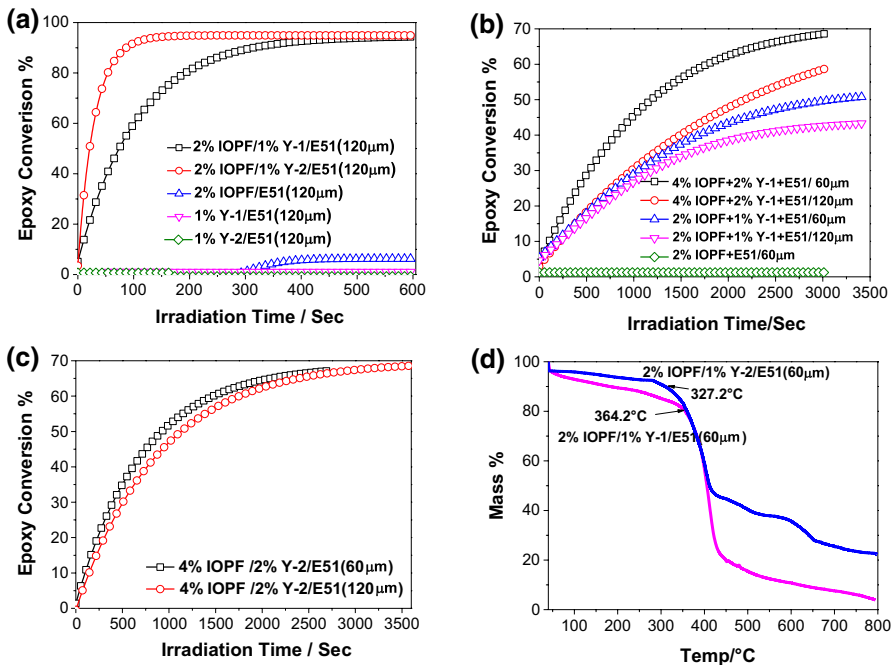 (a)
100
80
60
40
20
0
Epoxy Converison %
2% IOPF/1% Y-1/E51(120μm)
2% IOPF/1% Y-2/E51(120μm)
2% IOPF/E51(120μm)
1% Y-1/E51(120μm)
1% Y-2/E51(120μm)
0 100 200 300 400 500 600
Irradiation Time / Sec
(b)
70
60
50
40
30
20
10
0
Epoxy Conversion %
4% IOPF+2% Y-1+E51/ 60μm
4% IOPF+2% Y-1+E51/120μm
2% IOPF+1% Y-1+E51/60μm
2% IOPF+1% Y-1+E51/120μm
2% IOPF+E51/60μm
0 500 1000 1500 2000 2500 3000 3500
Irradiation Time/Sec
(c)
70
60
50
40
30
20
10
0
Epoxy Conversion %
4% IOPF /2% Y-2/E51(60μm)
4% IOPF /2% Y-2/E51(120μm)
0 500 1000 1500 2000 2500 3000 3500
Irradiation Time / Sec
(d)
100
80
60
40
20
0
Mass %
2% IOPF/1% Y-2/E51(60μm)
327.2°C
364.2°C
2% IOPF/1% Y-1/E51(60μm)
100 200 300 400 500 600 700 800
Temp/°C